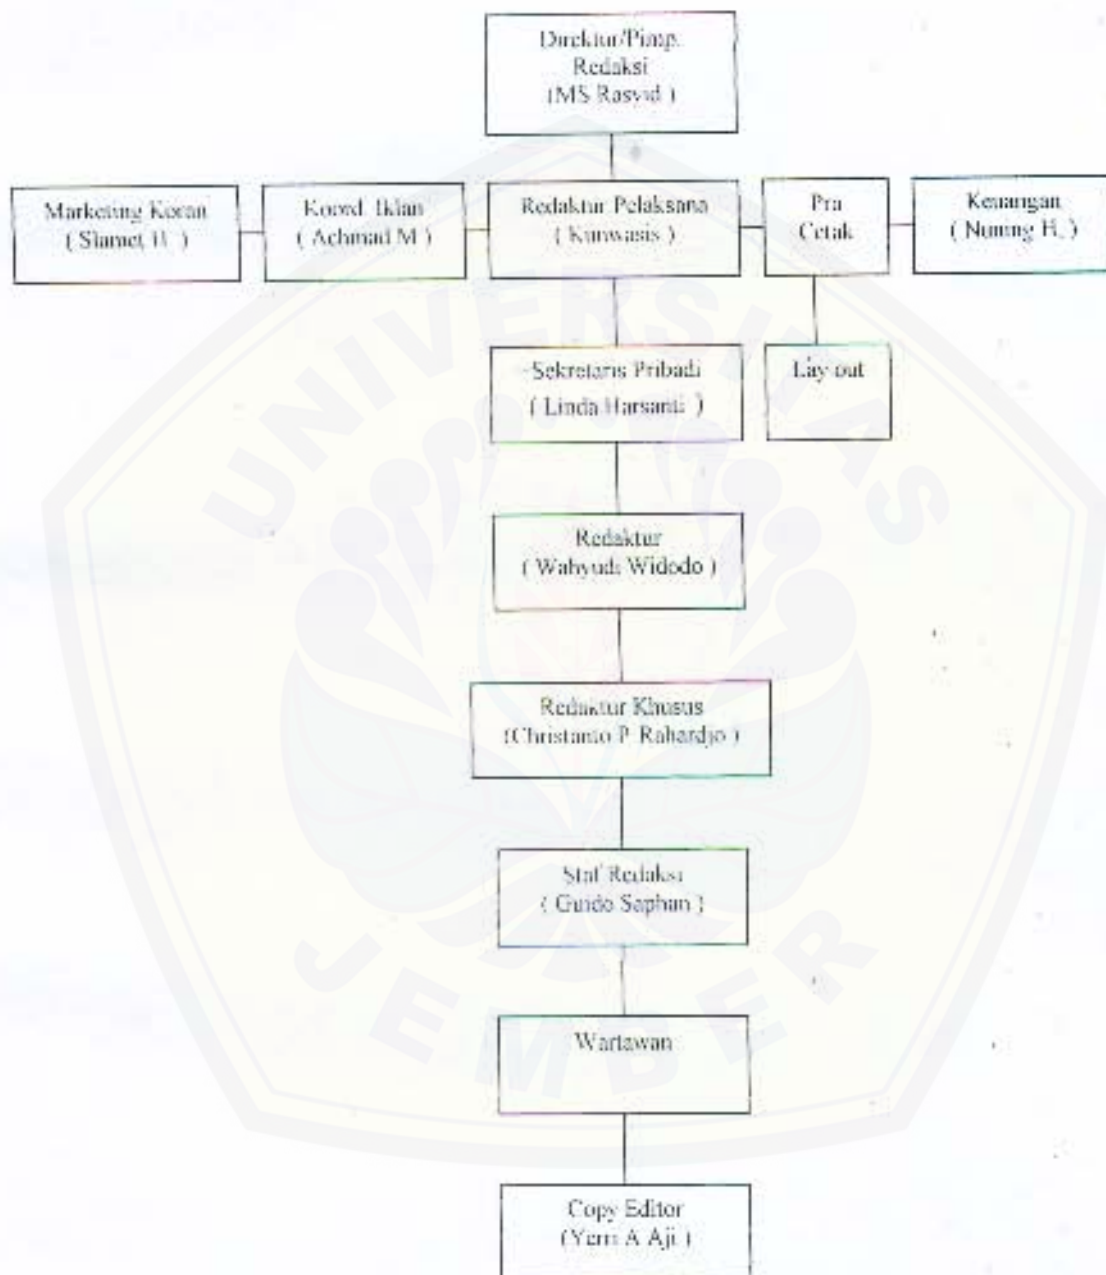 Direktur/Pimp.
Redaksi
(MS Rasyid )
Marketing Koran
( Slamet
Koord. Iklan
( Achmad M )
Redaktur Pelaksana
( Kunwasis )
Pra
Cetak
Keuangan
( Nuning H. )
Sekretaris Pribadi
( Linda Harsanti )
Lay out
Redaktur
( Wahyudi Widodo )
Redaktur Khusus
(Christanto P Rahardjo )
Staf Redaksi
( Guido Saphan )
Wartawan
Copy Editor
(Yerri A Aji )
UNIVERSITAS
JEMBER